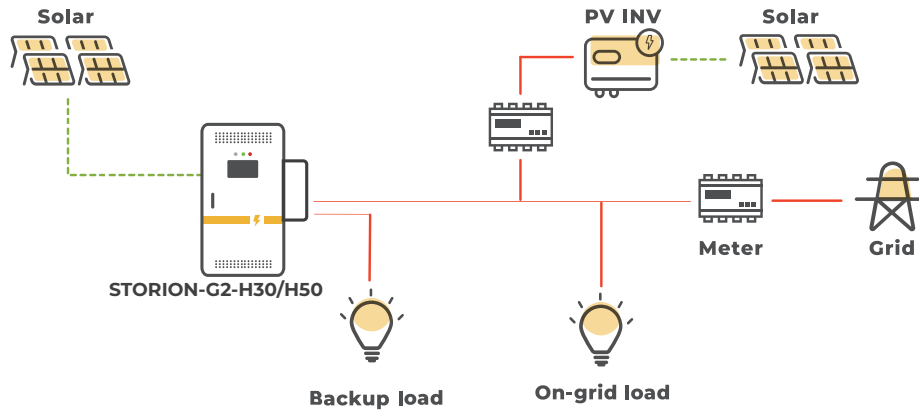 Solar
PV INV
Solar
Meter
Grid
STORION-G2-H30/H50
Backup load
On-grid load